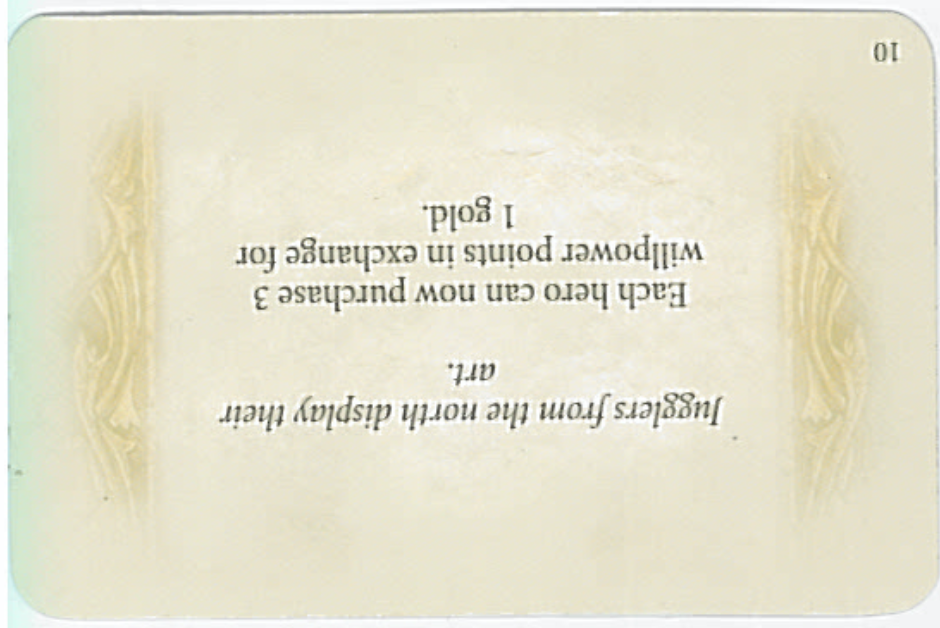 Jugglers from the north display their
art.
Each hero can now purchase 3
willpower points in exchange for
1 gold.
10